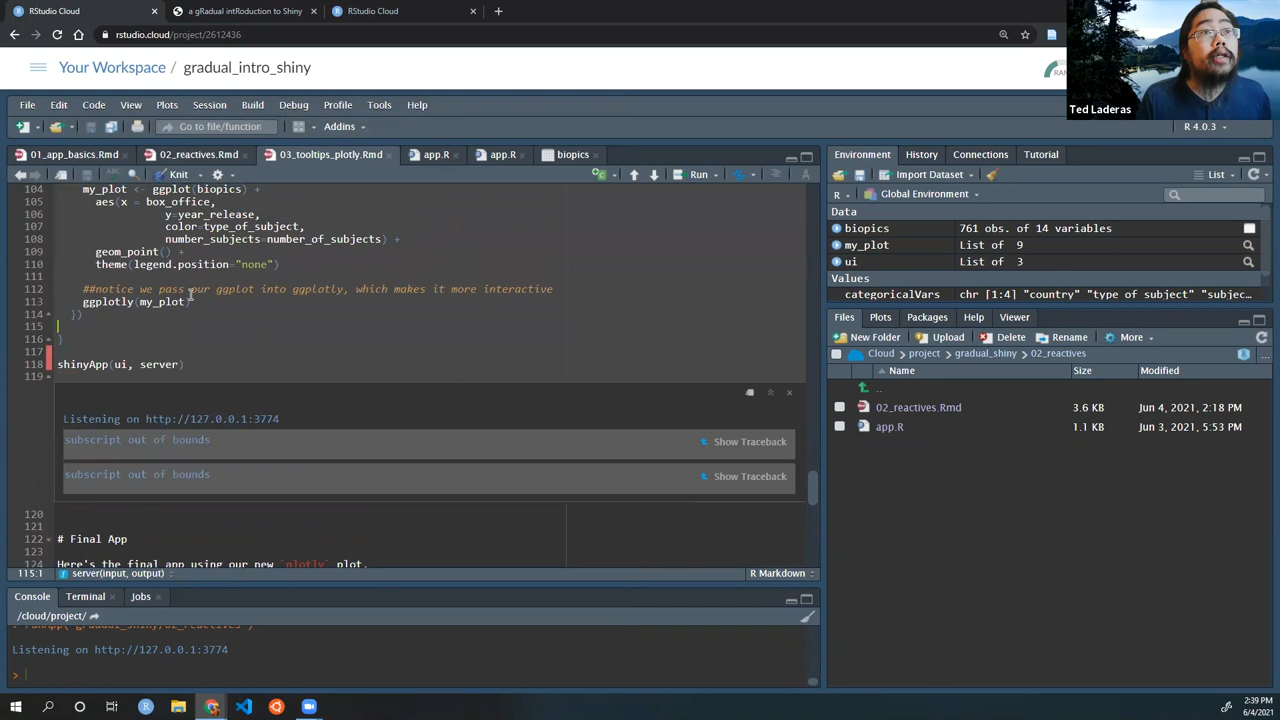 RStudio Cloud
a gRadual intRoduction to Shiny
RStudio Cloud
rstudio.cloud/project/2612436
Your Workspace / gradual_intro_shiny
RAM
Ted Laderas
File Edit Code View Plots Session Build Debug Profile Tools Help
Go to file/function
Addins
R 4.0.3
01_app_basics.Rmd
02_reactives.Rmd
03_tooltips_plotly.Rmd
app.R
app.R
biopics
Knit
Run
104 my_plot <- ggplot(biopics) +
105 aes(x = box_office,
106 y=year_release,
107 color=type_of_subject,
108 number_subjects=number_of_subjects) +
109 geom_point() +
110 theme(legend.position="none")
111
112 ##notice we pass our ggplot into ggplotly, which makes it more interactive
113 ggplotly(my_plot)
114 })
115
116 }
117
118 shinyApp(ui, server)
119
Listening on http://127.0.0.1:3774
subscript out of bounds
Show Traceback
subscript out of bounds
Show Traceback
120
121
122 # Final App
123
124 Here's the final app using our new `plotly` plot.
115:1
server(input, output)
R Markdown
Console Terminal Jobs
/cloud/project/
> runApp('gradual_shiny/02_reactives')
Listening on http://127.0.0.1:3774
>
Environment History Connections Tutorial
Import Dataset
List
R
Global Environment
Data
biopics 761 obs. of 14 variables
my_plot List of 9
ui List of 3
Values
categoricalVars chr [1:4] "country" "type of subject" "subjec…
Files Plots Packages Help Viewer
New Folder Upload Delete Rename More
Cloud project gradual_shiny 02_reactives
Name Size Modified
..
02_reactives.Rmd 3.6 KB Jun 4, 2021, 2:18 PM
app.R 1.1 KB Jun 3, 2021, 5:53 PM
2:39 PM
6/4/2021